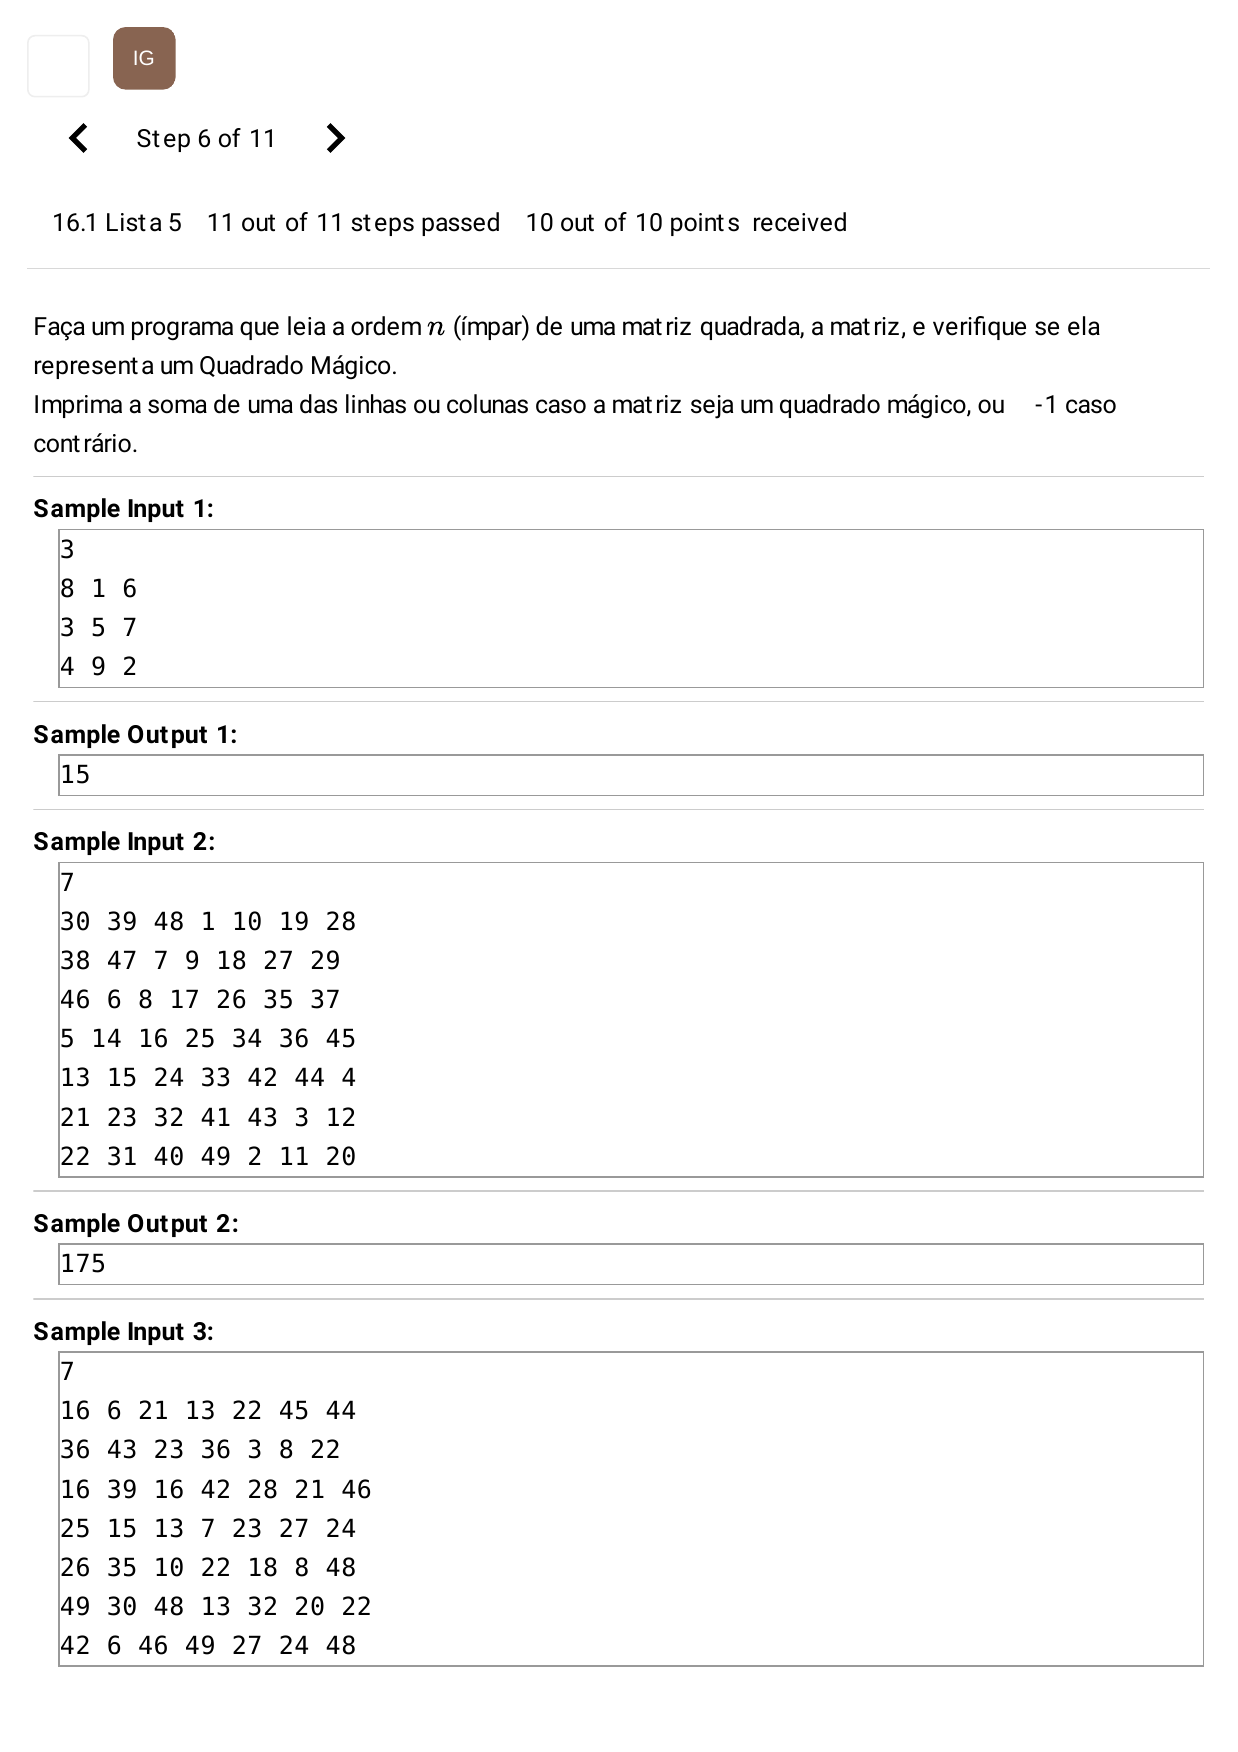 IG
Step 6 of 11
16.1 Lista 5 11 out of 11 steps passed 10 out of 10 points received
Faça um programa que leia a ordem n (ímpar) de uma matriz quadrada, a matriz, e verifique se ela
representa um Quadrado Mágico.
Imprima a soma de uma das linhas ou colunas caso a matriz seja um quadrado mágico, ou -1 caso
contrário.
Sample Input 1:
3
8 1 6
3 5 7
4 9 2
Sample Output 1:
15
Sample Input 2:
7
30 39 48 1 10 19 28
38 47 7 9 18 27 29
46 6 8 17 26 35 37
5 14 16 25 34 36 45
13 15 24 33 42 44 4
21 23 32 41 43 3 12
22 31 40 49 2 11 20
Sample Output 2:
175
Sample Input 3:
7
16 6 21 13 22 45 44
36 43 23 36 3 8 22
16 39 16 42 28 21 46
25 15 13 7 23 27 24
26 35 10 22 18 8 48
49 30 48 13 32 20 22
42 6 46 49 27 24 48